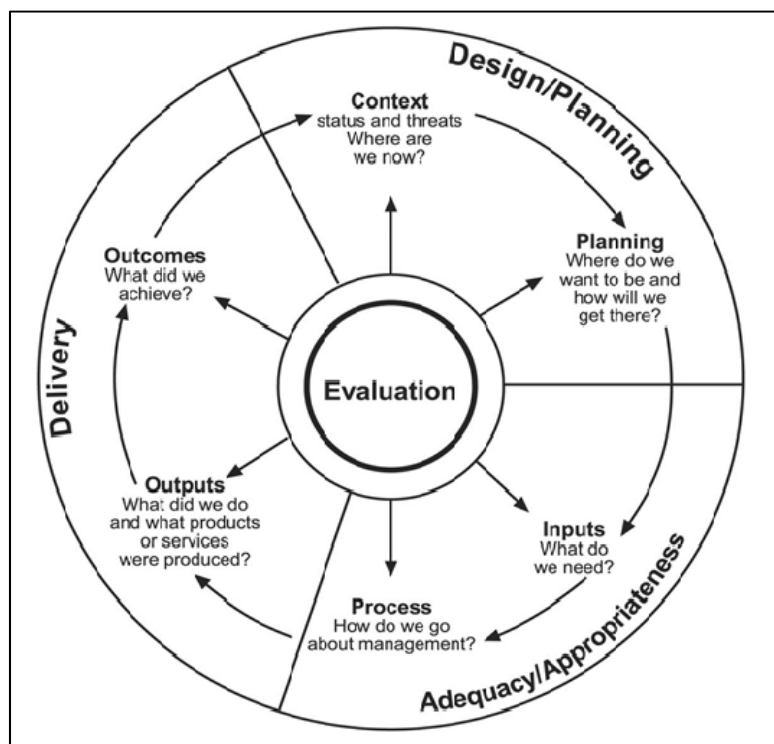 Design/Planning
Context
status and threats
Where are
we now?
Planning
Where do we
want to be and
how will we
get there?
Outcomes
What did we
achieve?
Delivery
Evaluation
Outputs
What did we do
and what products
or services
were produced?
Inputs
What do
we need?
Process
How do we go
about management?
Adequacy/Appropriateness